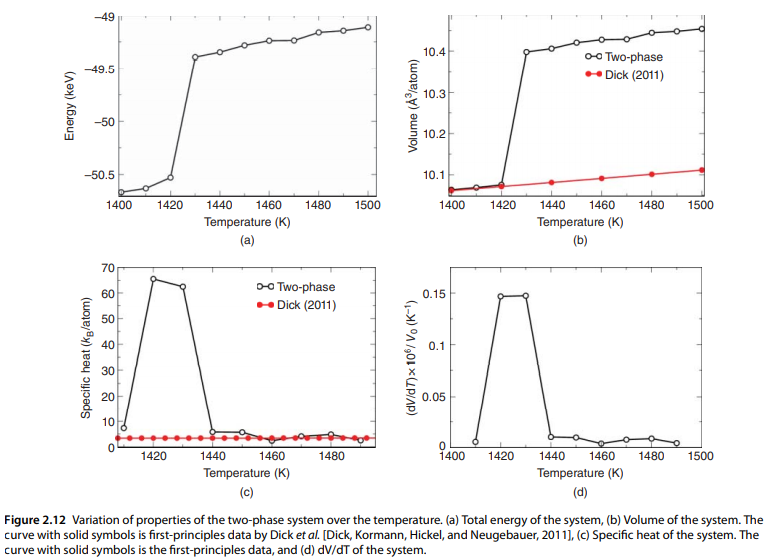 −49
−49.5
−50
−50.5
Energy (keV)
1400 1420 1440 1460 1480 1500
Temperature (K)
(a)
10.4
10.3
10.2
10.1
Volume (Å³/atom)
Two-phase
Dick (2011)
1400 1420 1440 1460 1480 1500
Temperature (K)
(b)
70
60
50
40
30
20
10
0
Specific heat (kB/atom)
Two-phase
Dick (2011)
1420 1440 1460 1480
Temperature (K)
(c)
0.15
0.1
0.05
0
(dV/dT) × 10⁶/ V₀ (K⁻¹)
1400 1420 1440 1460 1480 1500
Temperature (K)
(d)
Figure 2.12 Variation of properties of the two-phase system over the temperature. (a) Total energy of the system, (b) Volume of the system. The
curve with solid symbols is first-principles data by Dick et al. [Dick, Kormann, Hickel, and Neugebauer, 2011], (c) Specific heat of the system. The
curve with solid symbols is the first-principles data, and (d) dV/dT of the system.